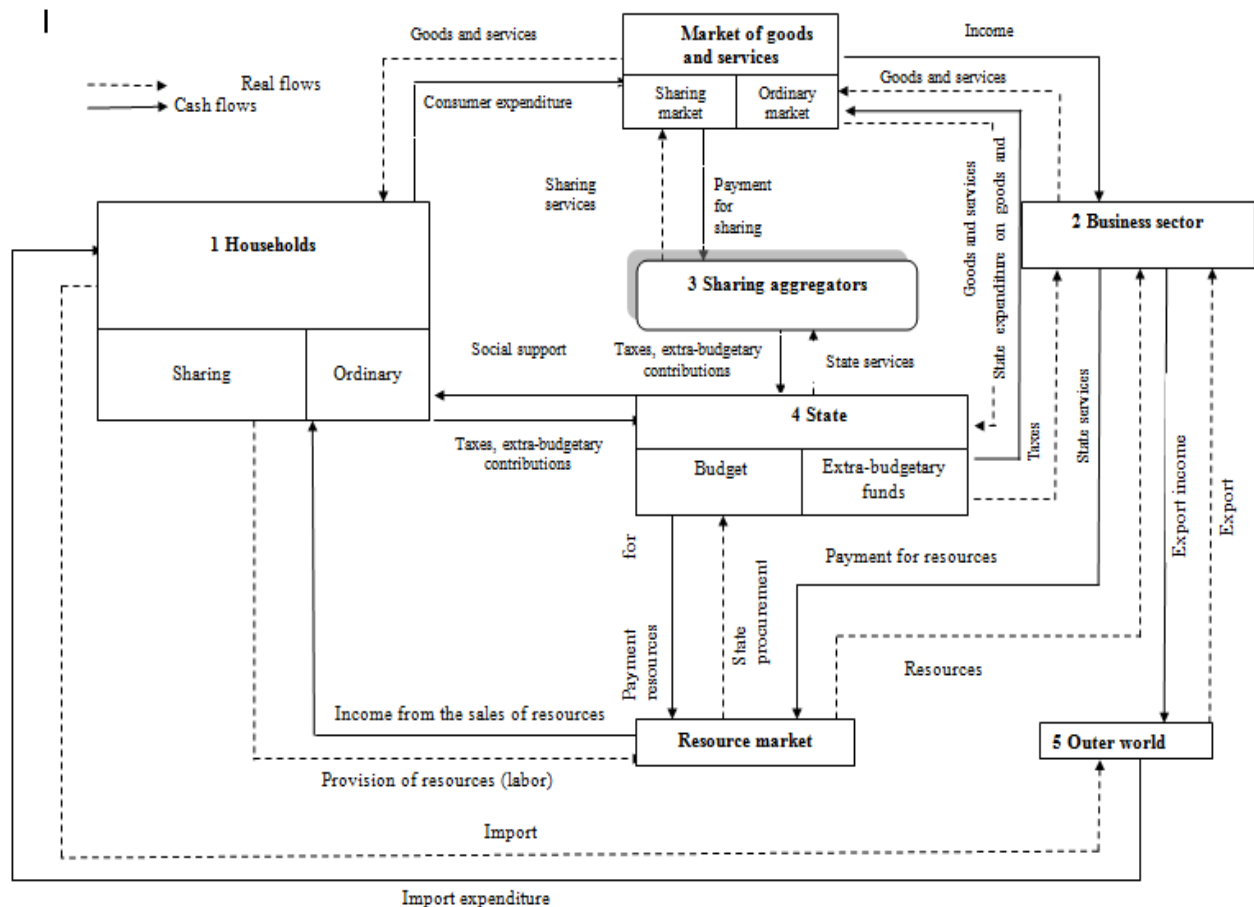 Market of goods
and services
Sharing
market
Ordinary
market
Goods and services
Income
Real flows
Cash flows
Consumer expenditure
Goods and services
Sharing
services
Payment
for
sharing
Goods and services
State expenditure on goods and
1 Households
Sharing
Ordinary
2 Business sector
3 Sharing aggregators
Social support
Taxes, extra-budgetary
contributions
State services
4 State
Budget
Extra-budgetary
funds
Taxes, extra-budgetary
contributions
Taxes
State services
Export income
Export
Payment for resources
Payment for
resources
State
procurement
Resources
Income from the sales of resources
Resource market
5 Outer world
Provision of resources (labor)
Import
Import expenditure